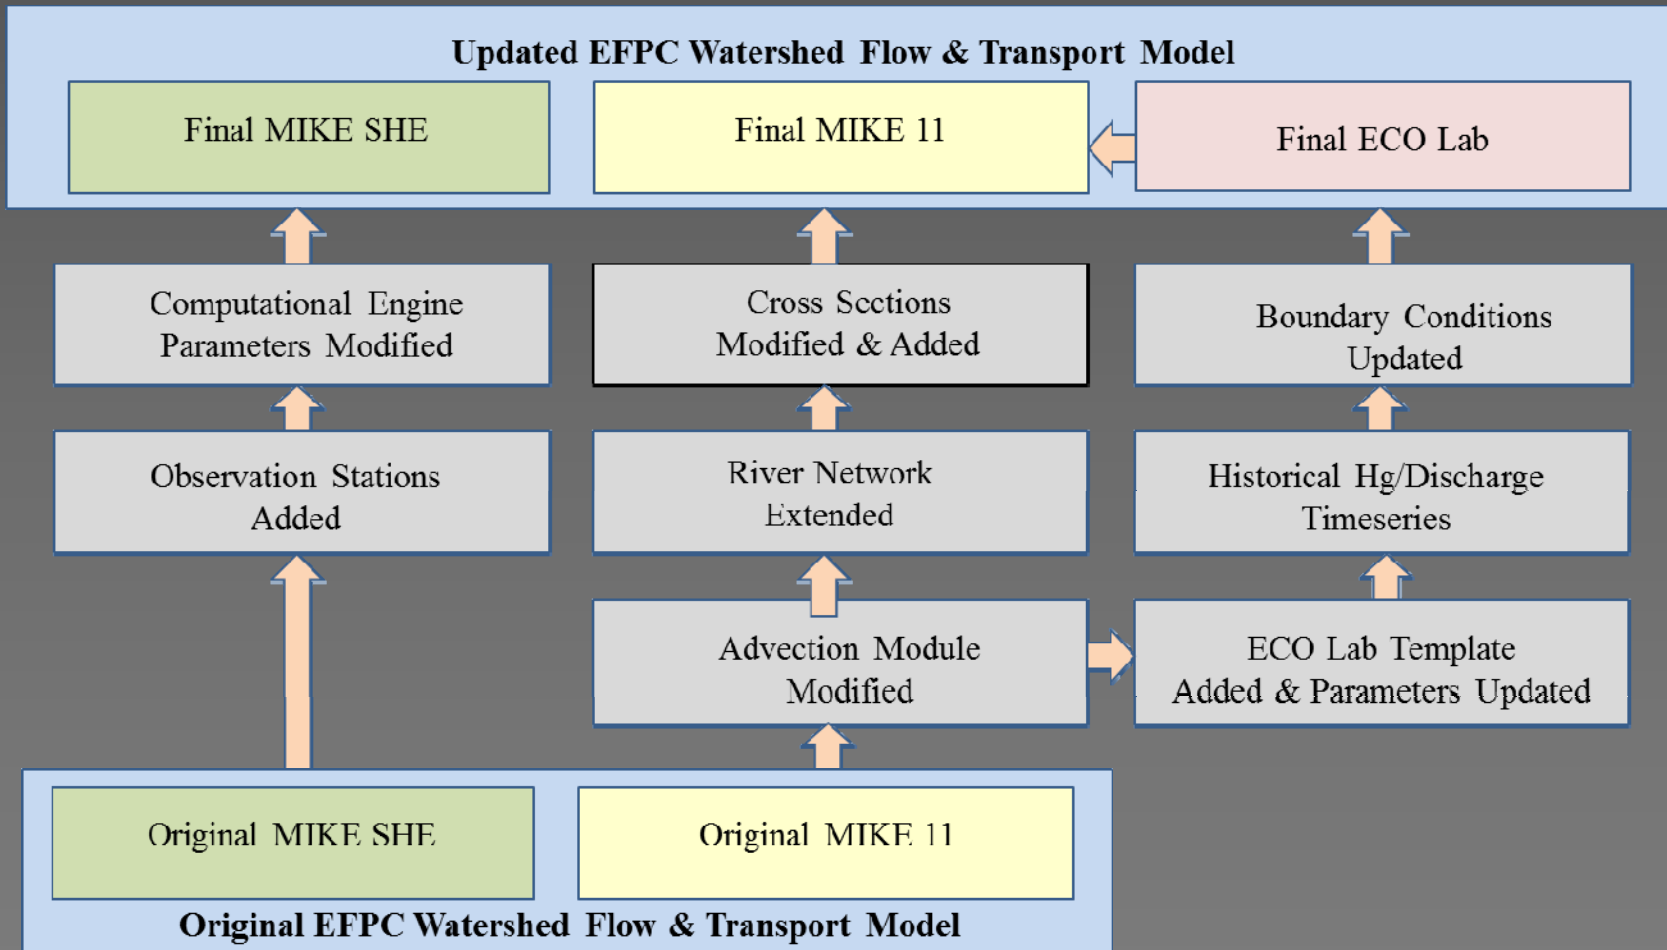 Updated EFPC Watershed Flow & Transport Model
Final MIKE SHE
Final MIKE 11
Final ECO Lab
Computational Engine
Parameters Modified
Cross Sections
Modified & Added
Boundary Conditions
Updated
Observation Stations
Added
River Network
Extended
Historical Hg/Discharge
Timeseries
Advection Module
Modified
ECO Lab Template
Added & Parameters Updated
Original MIKE SHE
Original MIKE 11
Original EFPC Watershed Flow & Transport Model